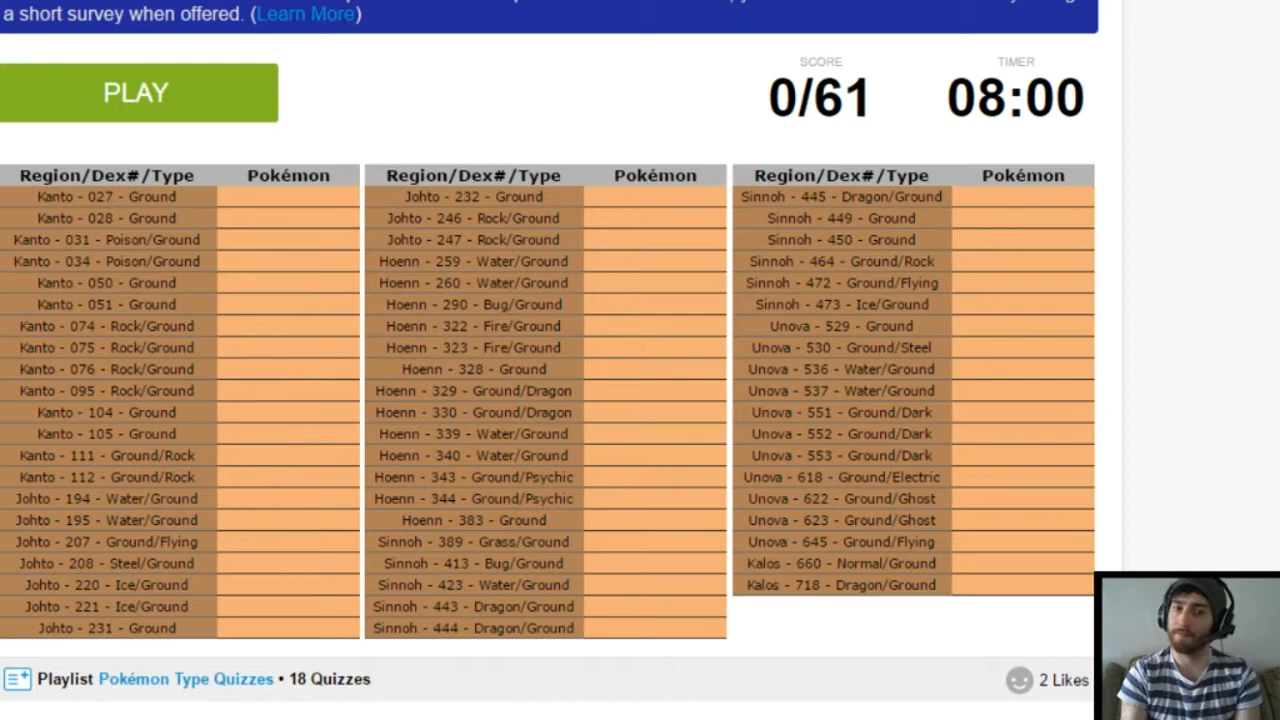 a short survey when offered. (Learn More)
PLAY
SCORE
0/61
TIMER
08:00
Region/Dex#/Type Pokémon
Kanto - 027 - Ground
Kanto - 028 - Ground
Kanto - 031 - Poison/Ground
Kanto - 034 - Poison/Ground
Kanto - 050 - Ground
Kanto - 051 - Ground
Kanto - 074 - Rock/Ground
Kanto - 075 - Rock/Ground
Kanto - 076 - Rock/Ground
Kanto - 095 - Rock/Ground
Kanto - 104 - Ground
Kanto - 105 - Ground
Kanto - 111 - Ground/Rock
Kanto - 112 - Ground/Rock
Johto - 194 - Water/Ground
Johto - 195 - Water/Ground
Johto - 207 - Ground/Flying
Johto - 208 - Steel/Ground
Johto - 220 - Ice/Ground
Johto - 221 - Ice/Ground
Johto - 231 - Ground
Region/Dex#/Type Pokémon
Johto - 232 - Ground
Johto - 246 - Rock/Ground
Johto - 247 - Rock/Ground
Hoenn - 259 - Water/Ground
Hoenn - 260 - Water/Ground
Hoenn - 290 - Bug/Ground
Hoenn - 322 - Fire/Ground
Hoenn - 323 - Fire/Ground
Hoenn - 328 - Ground
Hoenn - 329 - Ground/Dragon
Hoenn - 330 - Ground/Dragon
Hoenn - 339 - Water/Ground
Hoenn - 340 - Water/Ground
Hoenn - 343 - Ground/Psychic
Hoenn - 344 - Ground/Psychic
Hoenn - 383 - Ground
Sinnoh - 389 - Grass/Ground
Sinnoh - 413 - Bug/Ground
Sinnoh - 423 - Water/Ground
Sinnoh - 443 - Dragon/Ground
Sinnoh - 444 - Dragon/Ground
Region/Dex#/Type Pokémon
Sinnoh - 445 - Dragon/Ground
Sinnoh - 449 - Ground
Sinnoh - 450 - Ground
Sinnoh - 464 - Ground/Rock
Sinnoh - 472 - Ground/Flying
Sinnoh - 473 - Ice/Ground
Unova - 529 - Ground
Unova - 530 - Ground/Steel
Unova - 536 - Water/Ground
Unova - 537 - Water/Ground
Unova - 551 - Ground/Dark
Unova - 552 - Ground/Dark
Unova - 553 - Ground/Dark
Unova - 618 - Ground/Electric
Unova - 622 - Ground/Ghost
Unova - 623 - Ground/Ghost
Unova - 645 - Ground/Flying
Kalos - 660 - Normal/Ground
Kalos - 718 - Dragon/Ground
Playlist Pokémon Type Quizzes • 18 Quizzes
2 Likes